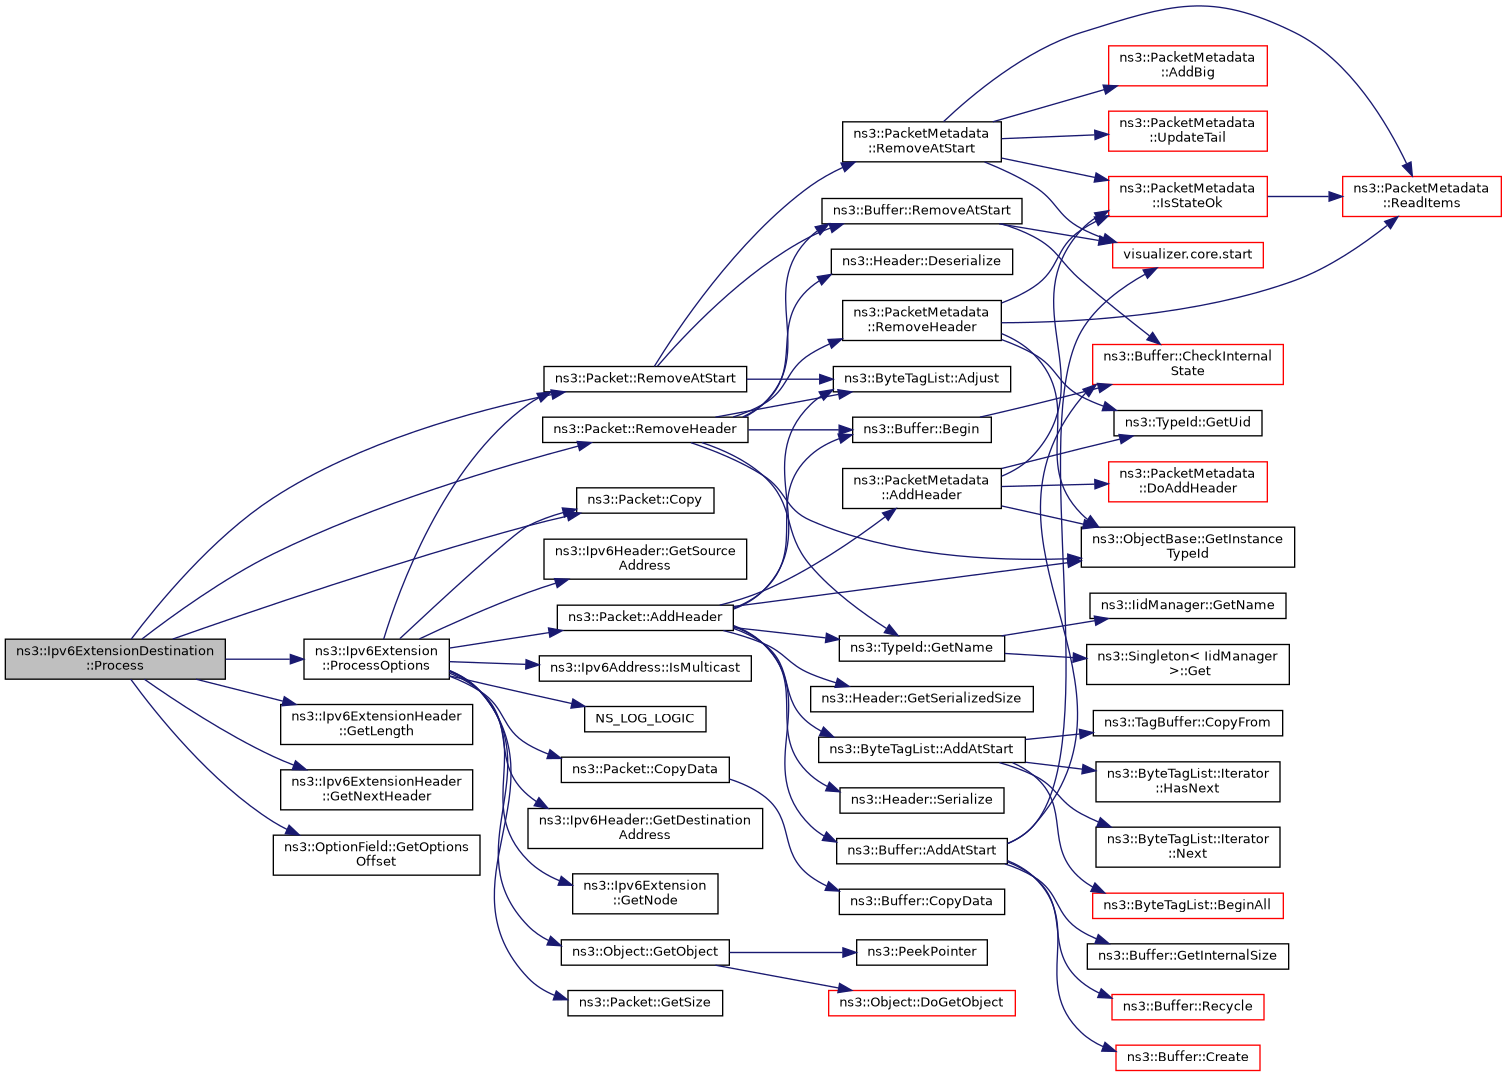 ns3::Ipv6ExtensionDestination
::Process
ns3::Ipv6Extension
::ProcessOptions
ns3::Ipv6ExtensionHeader
::GetLength
ns3::Ipv6ExtensionHeader
::GetNextHeader
ns3::OptionField::GetOptions
Offset
ns3::Packet::RemoveAtStart
ns3::Packet::RemoveHeader
ns3::Packet::Copy
ns3::Ipv6Header::GetSource
Address
ns3::Packet::AddHeader
ns3::Ipv6Address::IsMulticast
NS_LOG_LOGIC
ns3::Packet::CopyData
ns3::Ipv6Header::GetDestination
Address
ns3::Ipv6Extension
::GetNode
ns3::Object::GetObject
ns3::Packet::GetSize
ns3::PacketMetadata
::RemoveAtStart
ns3::Buffer::RemoveAtStart
ns3::Header::Deserialize
ns3::PacketMetadata
::RemoveHeader
ns3::ByteTagList::Adjust
ns3::Buffer::Begin
ns3::PacketMetadata
::AddHeader
ns3::TypeId::GetName
ns3::Header::GetSerializedSize
ns3::ByteTagList::AddAtStart
ns3::Header::Serialize
ns3::Buffer::AddAtStart
ns3::Buffer::CopyData
ns3::PeekPointer
ns3::Object::DoGetObject
ns3::PacketMetadata
::AddBig
ns3::PacketMetadata
::UpdateTail
ns3::PacketMetadata
::IsStateOk
visualizer.core.start
ns3::Buffer::CheckInternal
State
ns3::TypeId::GetUid
ns3::PacketMetadata
::DoAddHeader
ns3::ObjectBase::GetInstance
TypeId
ns3::IidManager::GetName
ns3::Singleton< IidManager
>::Get
ns3::TagBuffer::CopyFrom
ns3::ByteTagList::Iterator
::HasNext
ns3::ByteTagList::Iterator
::Next
ns3::ByteTagList::BeginAll
ns3::Buffer::GetInternalSize
ns3::Buffer::Recycle
ns3::Buffer::Create
ns3::PacketMetadata
::ReadItems